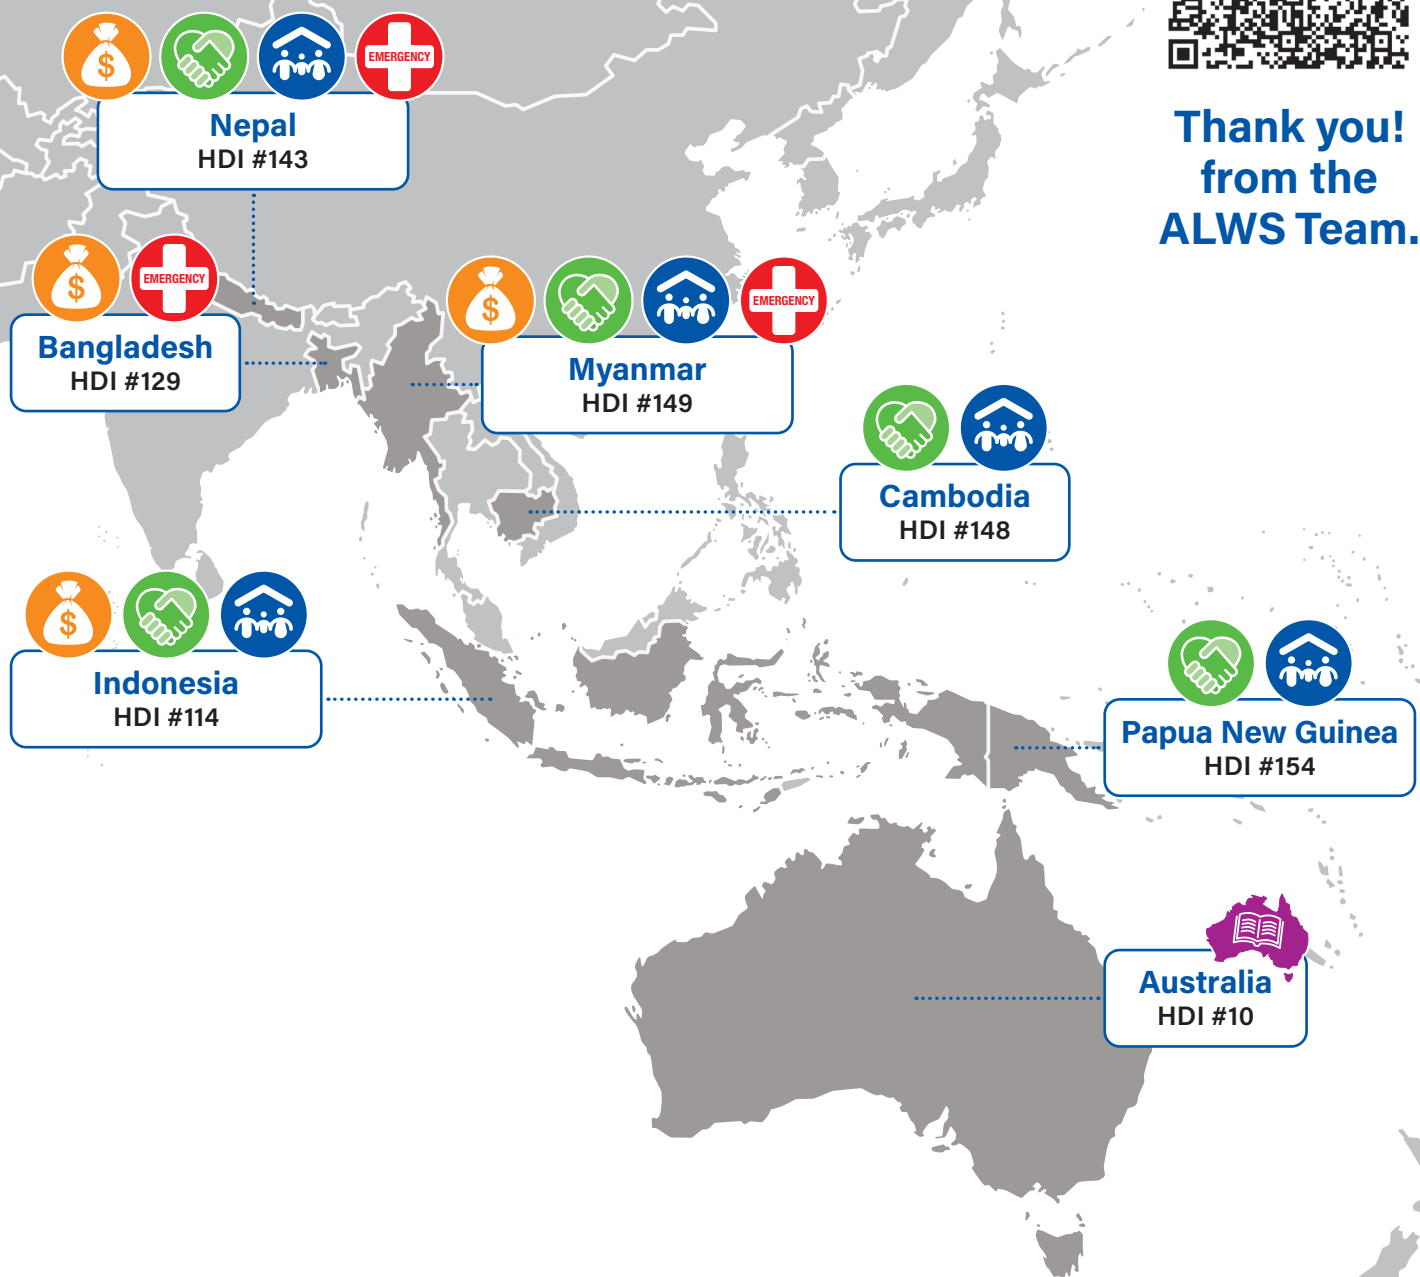 EMERGENCY
Nepal
HDI #143
Thank you!
from the
ALWS Team.
$
$
EMERGENCY
Bangladesh
HDI #129
$
EMERGENCY
Myanmar
HDI #149
Cambodia
HDI #148
$
Indonesia
HDI #114
Papua New Guinea
HDI #154
Australia
HDI #10